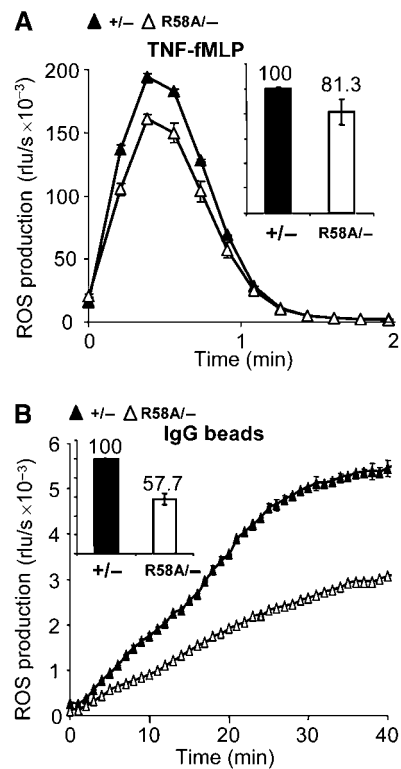 A ▲ +/– △ R58A/–
TNF-fMLP
ROS production (rlu/s ×10⁻³)
200
150
100
50
0
0 1 2
Time (min)
100
81.3
+/– R58A/–
B ▲ +/– △ R58A/–
IgG beads
ROS production (rlu/s ×10⁻³)
6
5
4
3
2
1
0
0 10 20 30 40
Time (min)
100
57.7
+/– R58A/–